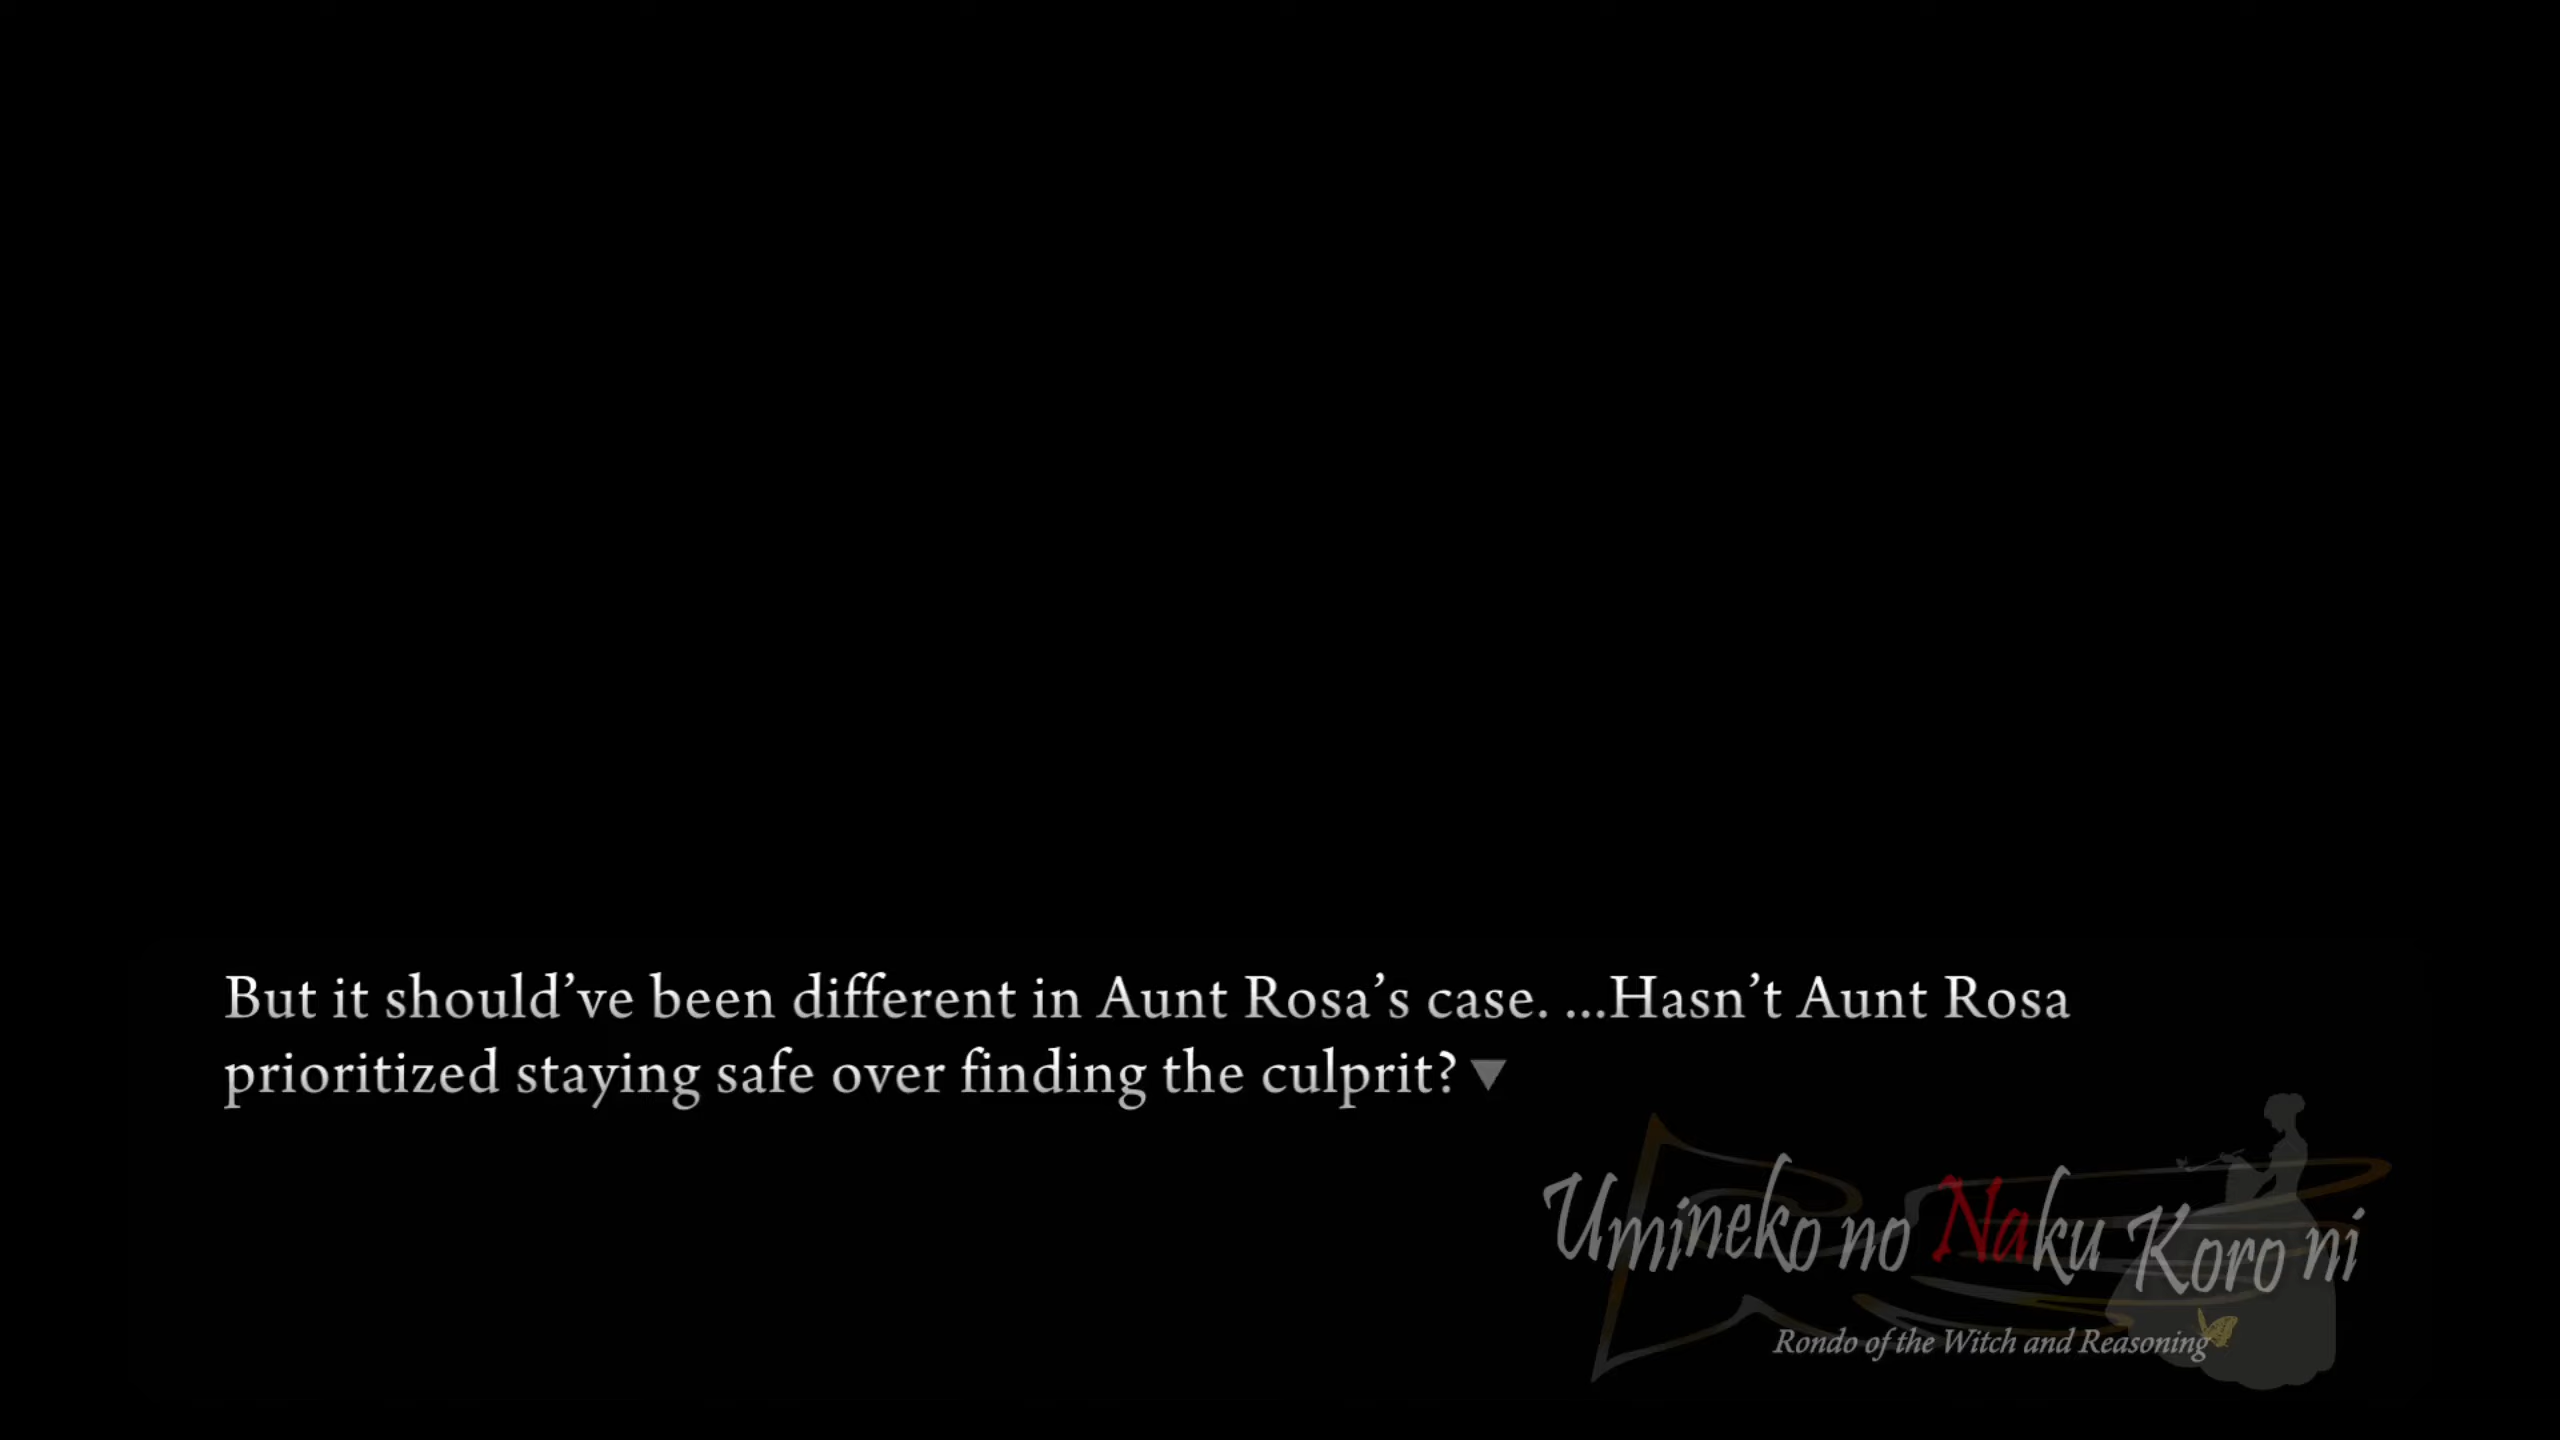 But it should’ve been different in Aunt Rosa’s case. ...Hasn’t Aunt Rosa
prioritized staying safe over finding the culprit?
Umineko no Naku Koro ni
Rondo of the Witch and Reasoning